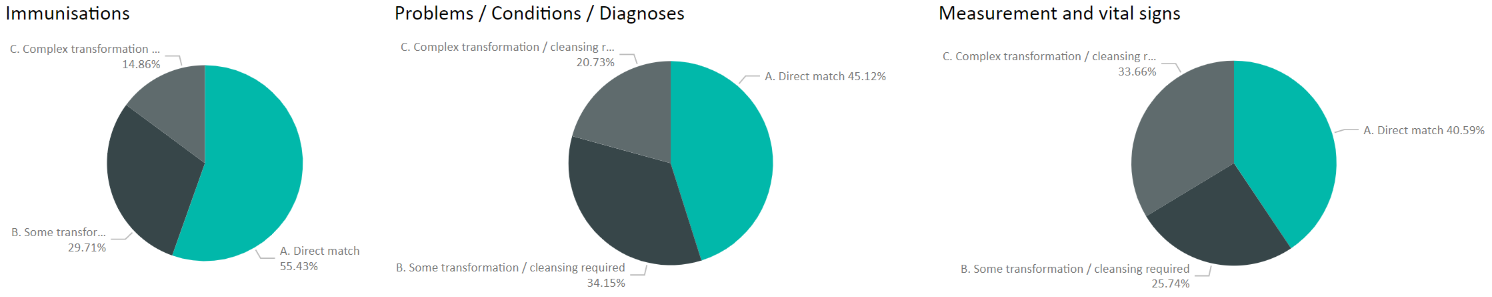 Immunisations
C. Complex transformation ...
14.86%
B. Some transfor...
29.71%
A. Direct match
55.43%
Problems / Conditions / Diagnoses
C. Complex transformation / cleansing r...
20.73%
A. Direct match 45.12%
B. Some transformation / cleansing required
34.15%
Measurement and vital signs
C. Complex transformation / cleansing r...
33.66%
A. Direct match 40.59%
B. Some transformation / cleansing required
25.74%